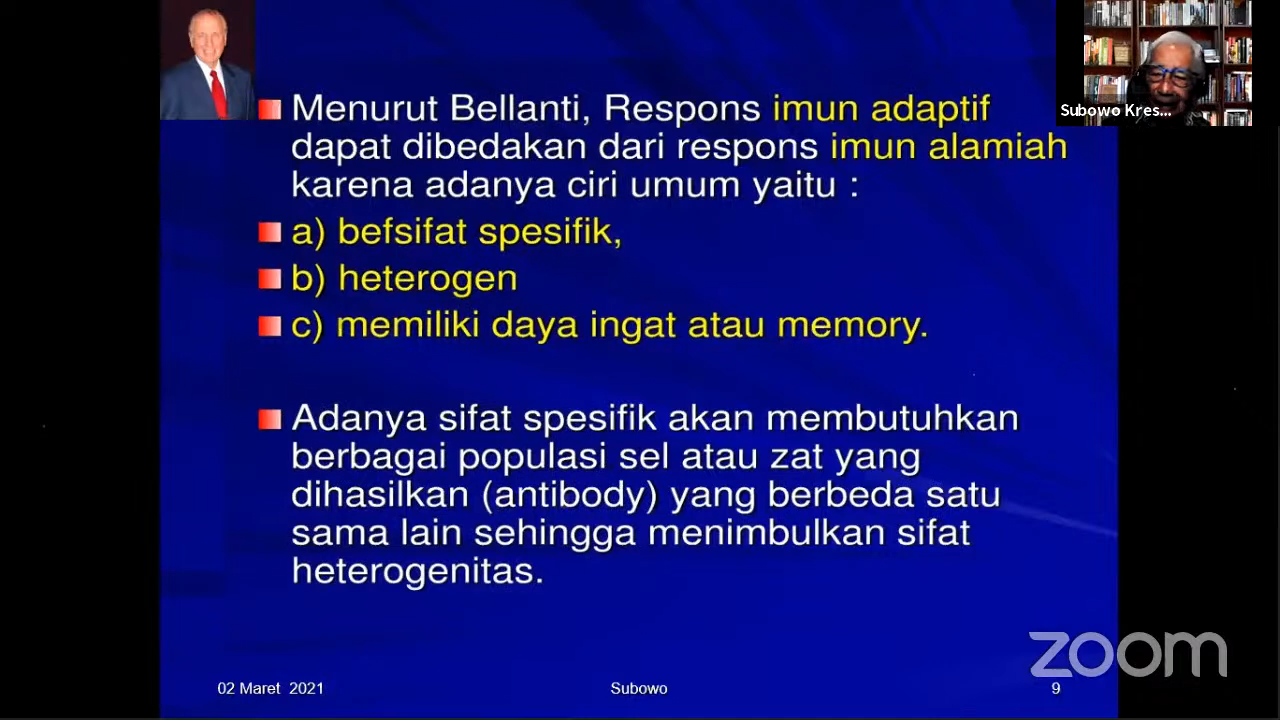 Menurut Bellanti, Respons imun adaptif
dapat dibedakan dari respons imun alamiah
karena adanya ciri umum yaitu :
a) befsifat spesifik,
b) heterogen
c) memiliki daya ingat atau memory.
Adanya sifat spesifik akan membutuhkan
berbagai populasi sel atau zat yang
dihasilkan (antibody) yang berbeda satu
sama lain sehingga menimbulkan sifat
heterogenitas.
Subowo Kres...
zoom
02 Maret 2021
Subowo
9